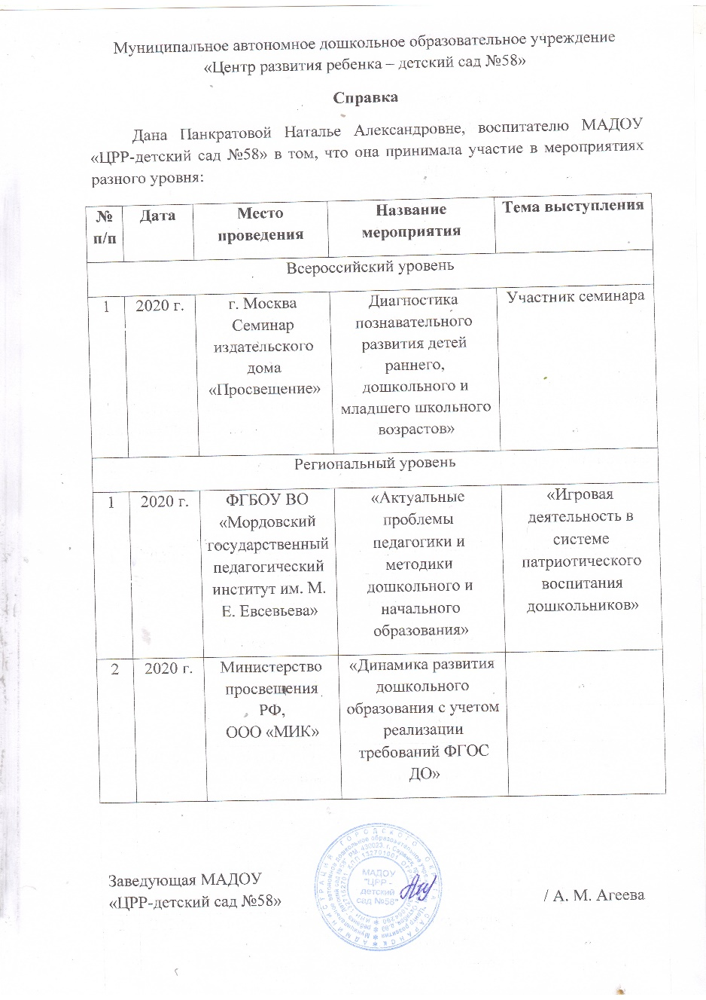 Муниципальное автономное дошкольное образовательное учреждение
«Центр развития ребенка – детский сад №58»
Справка
Дана Панкратовой Наталье Александровне, воспитателю МАДОУ
«ЦРР-детский сад №58» в том, что она принимала участие в мероприятиях
разного уровня:
№ п/п
Дата
Место проведения
Название мероприятия
Тема выступления
Всероссийский уровень
1
2020 г.
г. Москва
Семинар
издательского
дома
«Просвещение»
Диагностика
познавательного
развития детей
раннего,
дошкольного и
младшего школьного
возрастов»
Участник семинара
Региональный уровень
1
2020 г.
ФГБОУ ВО
«Мордовский
государственный
педагогический
институт им. М.
Е. Евсевьева»
«Актуальные
проблемы
педагогики и
методики
дошкольного и
начального
образования»
«Игровая
деятельность в
системе
патриотического
воспитания
дошкольников»
2
2020 г.
Министерство
просвещения
РФ,
ООО «МИК»
«Динамика развития
дошкольного
образования с учетом
реализации
требований ФГОС
ДО»
Заведующая МАДОУ
«ЦРР-детский сад №58»
МАДОУ
"ЦРР -
детский
сад №58"
/ А. М. Агеева